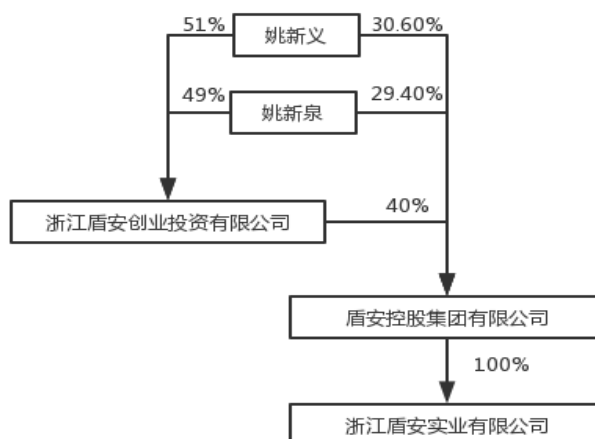 51%
姚新义
30.60%
49%
姚新泉
29.40%
浙江盾安创业投资有限公司
40%
盾安控股集团有限公司
100%
浙江盾安实业有限公司